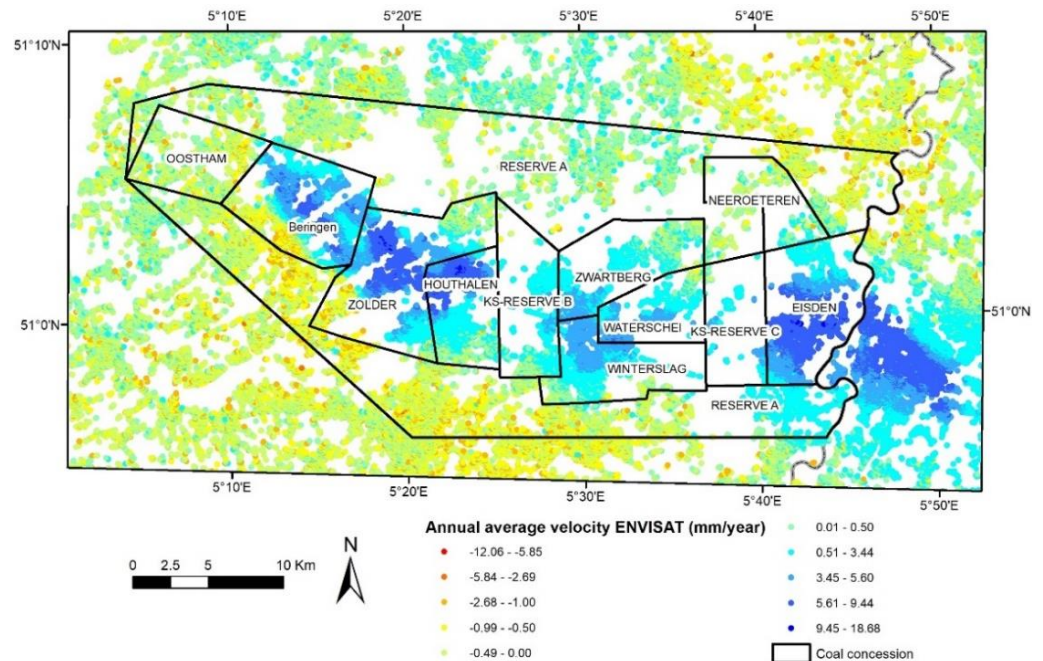 5°10'E 5°20'E 5°30'E 5°40'E 5°50'E
51°10'N
OOSTHAM
RESERVE A
NEEROETEREN
Beringen
ZWARTBERG
HOUTHALEN
ZOLDER
KS-RESERVE B
EISDEN
51°0'N
51°0'N
WATERSCHEI
KS-RESERVE C
WINTERSLAG
RESERVE A
5°10'E 5°20'E 5°30'E 5°40'E 5°50'E
Annual average velocity ENVISAT (mm/year)
-12.06 - -5.85
-5.84 - -2.69
-2.68 - -1.00
-0.99 - -0.50
-0.49 - 0.00
0.01 - 0.50
0.51 - 3.44
3.45 - 5.60
5.61 - 9.44
9.45 - 18.68
Coal concession
N
0 2.5 5 10 Km